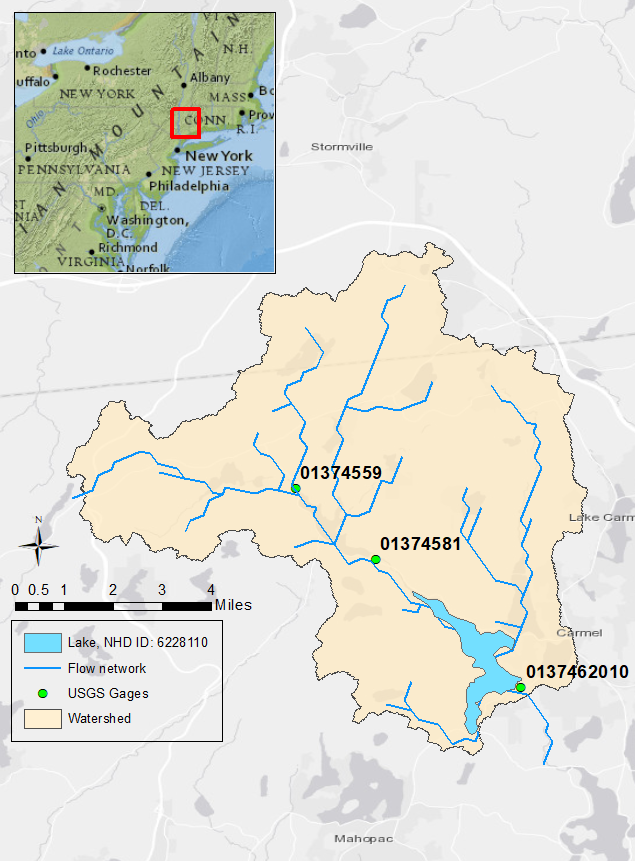 Lake Ontario
V.T.
N.H.
nto
Rochester
uffalo
Albany
NEW YORK
MASS.
Bo
Prov
CONN.
R.I.
Ohio
MOUNTAIN
Pittsburgh
New York
PENNSYLVANIA
NEW JERSEY
Philadelphia
MD.
DEL.
Washington,
D.C.
Richmond
VIRGINIA
Norfolk
Stormville
01374559
01374581
Lake Carm
Carmel
0137462010
N
0 0.5 1 2 3 4
Miles
Lake, NHD ID: 6228110
Flow network
USGS Gages
Watershed
Mahopac